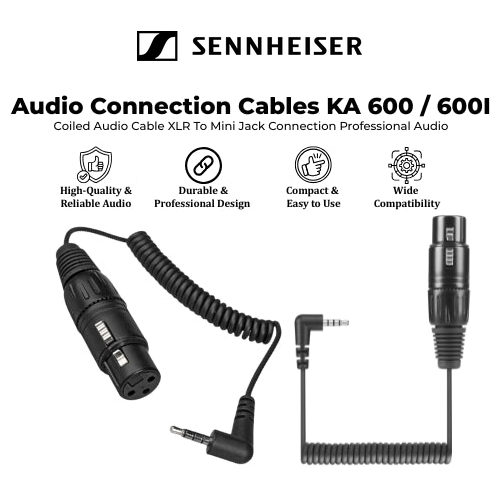 SENNHEISER
Audio Connection Cables KA 600 / 600I
Coiled Audio Cable XLR To Mini Jack Connection Professional Audio
High-Quality &
Reliable Audio
Durable &
Professional Design
Compact &
Easy to Use
Wide
Compatibility